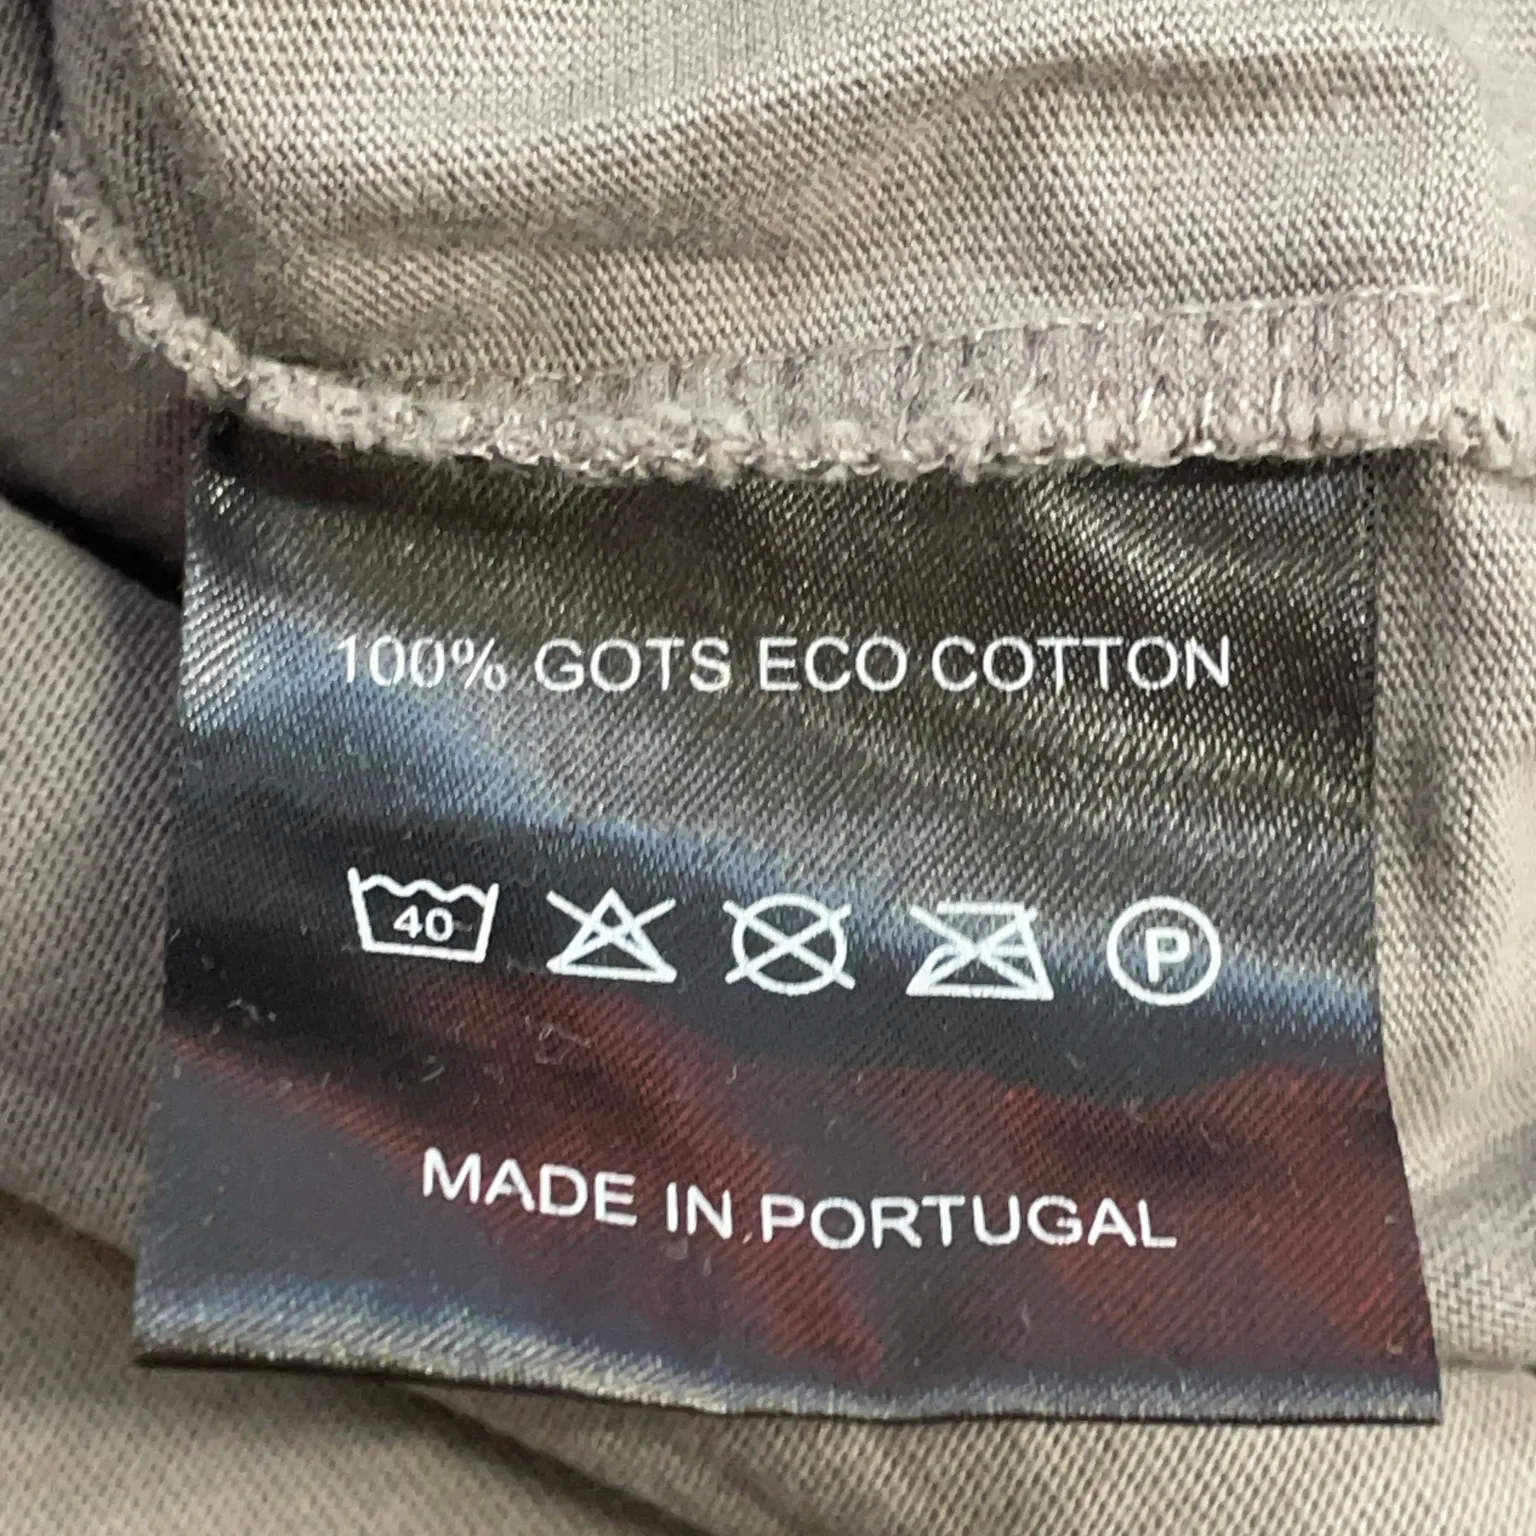 100% GOTS ECO COTTON
40 P
MADE IN PORTUGAL